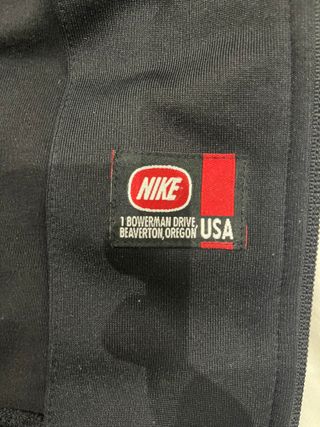 NIKE
1 BOWERMAN DRIVE,
BEAVERTON, OREGON USA